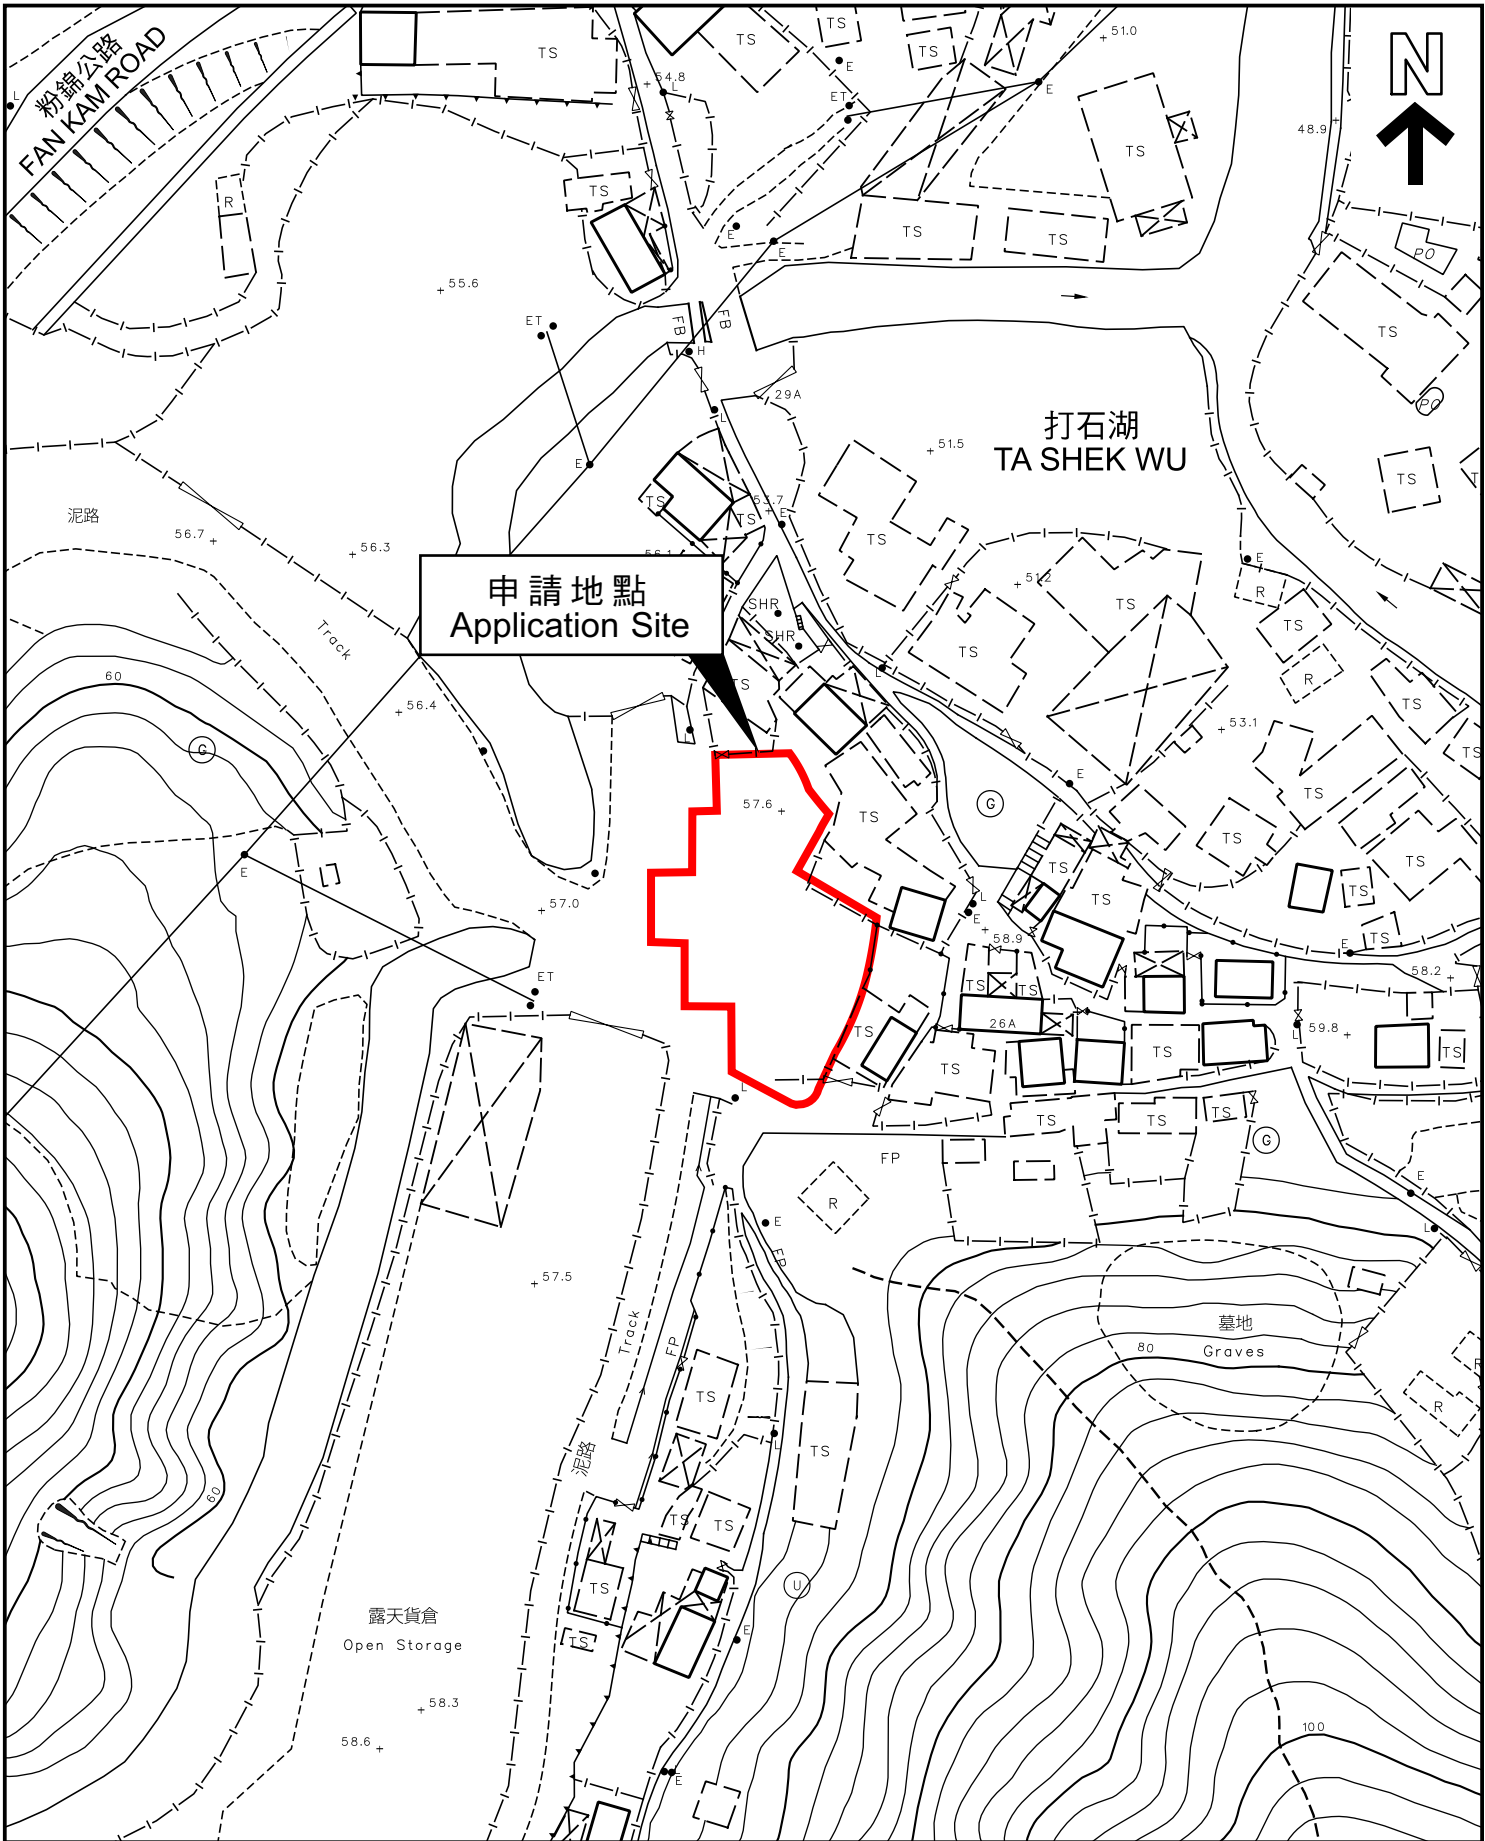 粉錦公路
FAN KAM ROAD
N
TS
TS
TS
TS
51.0
54.8
L
E
ET
E
48.9
L
TS
R
TS
E
E
TS
TS
PO
55.6
ET
FB
FB
H
TS
29A
PO
打石湖
TA SHEK WU
51.5
L
E
TS
TS
53.7
E
TS
TS
泥路
56.7
56.3
56.1
申請地點
Application Site
512
TS
E
R
TS
SHR
SHR
TS
Track
60
L
R
TS
TS
56.4
53.1
TS
G
E
57.6
G
TS
TS
TS
TS
TS
E
TS
TS
57.0
L
E
58.9
E
TS
58.2
ET
TS
TS
26A
TS
59.8
L
TS
TS
TS
L
TS
TS
TS
G
FP
R
E
E
L
FP
57.5
Track
FP
墓地
Graves
80
TS
R
R
L
TS
泥路
60
TS
TS
TS
U
露天貨倉
Open Storage
TS
E
58.3
58.6
100
E